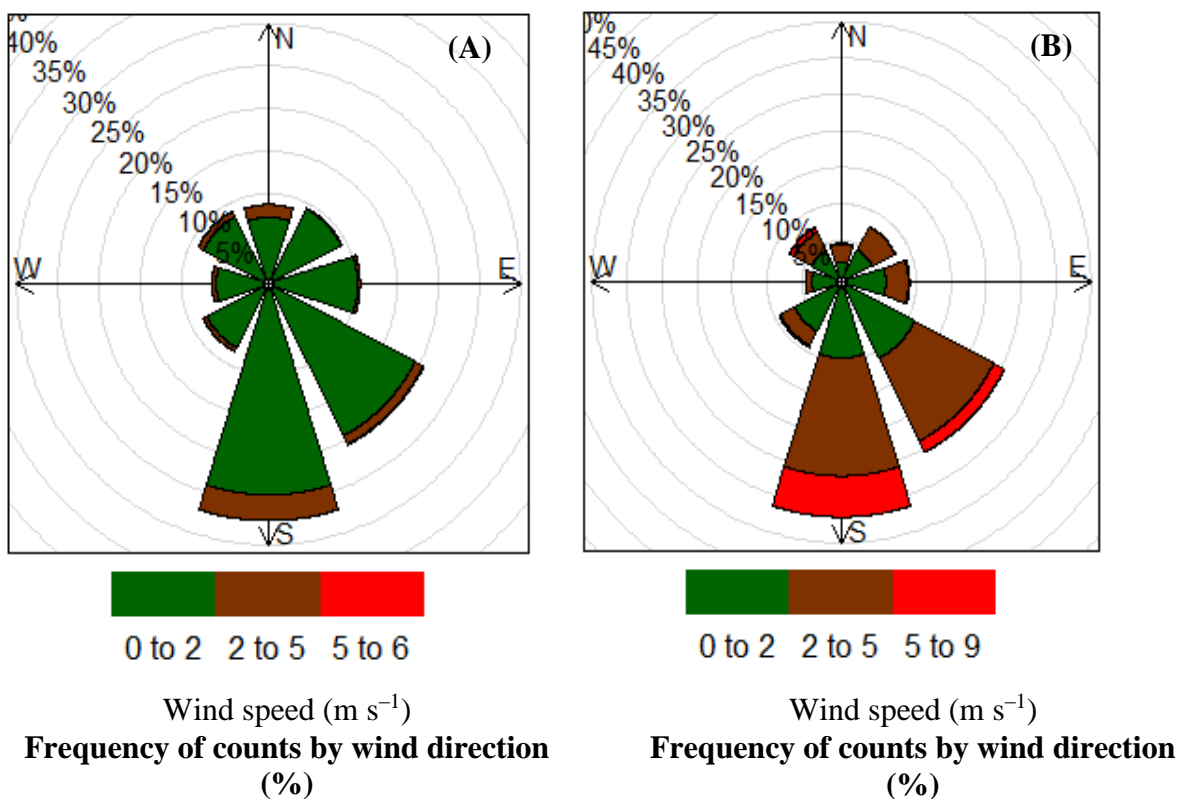 (A)
N
40%
35%
30%
25%
20%
15%
10%
5%
W
E
S
0 to 2 2 to 5 5 to 6
Wind speed (m s–1)
Frequency of counts by wind direction
(%)
(B)
N
45%
40%
35%
30%
25%
20%
15%
10%
5%
W
E
S
0 to 2 2 to 5 5 to 9
Wind speed (m s–1)
Frequency of counts by wind direction
(%)